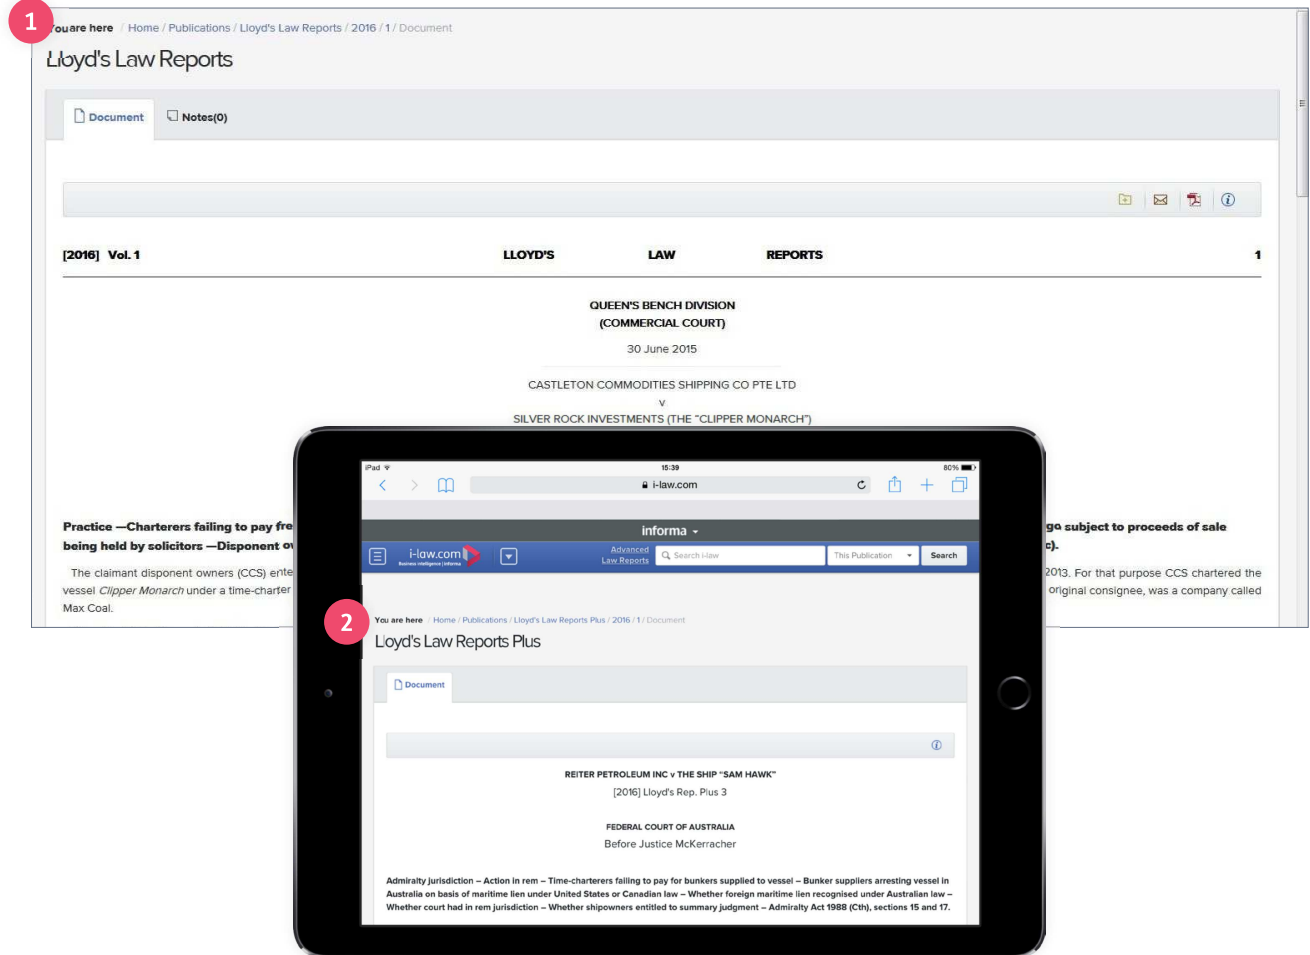 1
You are here / Home / Publications / Lloyd's Law Reports / 2016 / 1 / Document
Lloyd's Law Reports
Document
Notes(0)
[2016] Vol. 1 LLOYD'S LAW REPORTS 1
QUEEN'S BENCH DIVISION
(COMMERCIAL COURT)
30 June 2015
CASTLETON COMMODITIES SHIPPING CO PTE LTD
v
SILVER ROCK INVESTMENTS (THE "CLIPPER MONARCH")
Practice —Charterers failing to pay fre
go subject to proceeds of sale
being held by solicitors —Disponent ow
c).
The claimant disponent owners (CCS) ente
2013. For that purpose CCS chartered the
vessel Clipper Monarch under a time-charter
original consignee, was a company called
Max Coal.
iPad 15:39 80%
i-law.com
informa
i-law.com
Business intelligence | informa
Advanced
Law Reports
Search i-law
This Publication
Search
2
You are here / Home / Publications / Lloyd's Law Reports Plus / 2016 / 1 / Document
Lloyd's Law Reports Plus
Document
REITER PETROLEUM INC v THE SHIP "SAM HAWK"
[2016] Lloyd's Rep. Plus 3
FEDERAL COURT OF AUSTRALIA
Before Justice McKerracher
Admiralty jurisdiction – Action in rem – Time-charterers failing to pay for bunkers supplied to vessel – Bunker suppliers arresting vessel in
Australia on basis of maritime lien under United States or Canadian law – Whether foreign maritime lien recognised under Australian law –
Whether court had in rem jurisdiction – Whether shipowners entitled to summary judgment – Admiralty Act 1988 (Cth), sections 15 and 17.